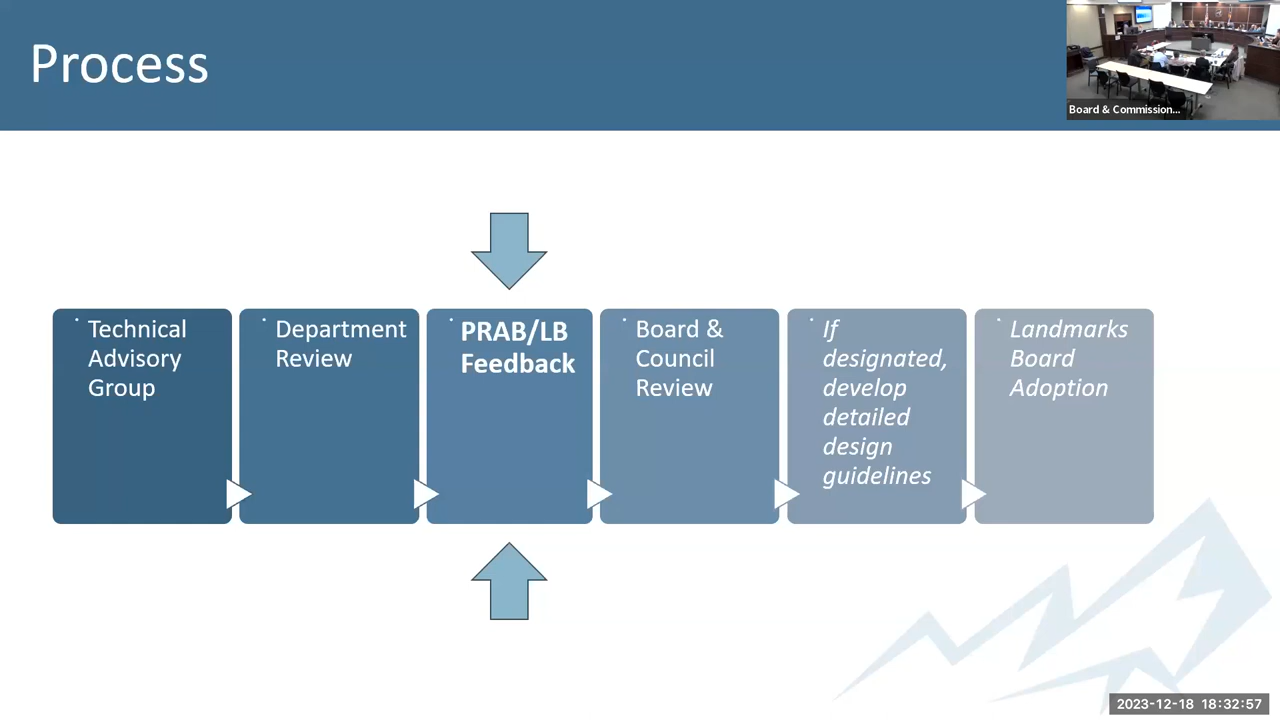 Process
Board & Commission...
Technical
Advisory
Group
Department
Review
PRAB/LB
Feedback
Board &
Council
Review
If
designated,
develop
detailed
design
guidelines
Landmarks
Board
Adoption
2023-12-18 18:32:57